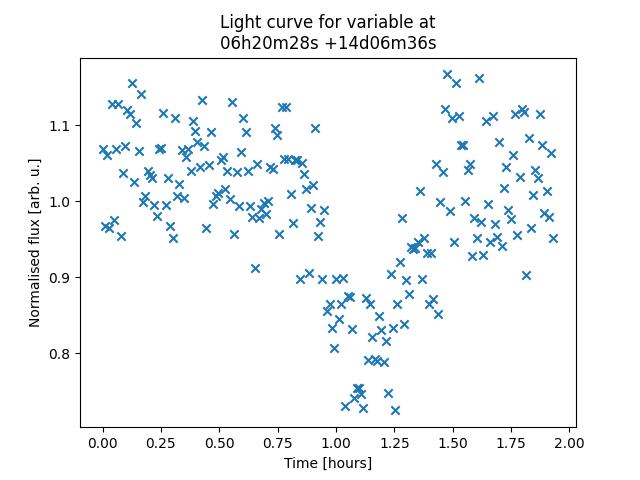 Light curve for variable at
06h20m28s +14d06m36s
Normalised flux [arb. u.]
1.1
1.0
0.9
0.8
0.00 0.25 0.50 0.75 1.00 1.25 1.50 1.75 2.00
Time [hours]